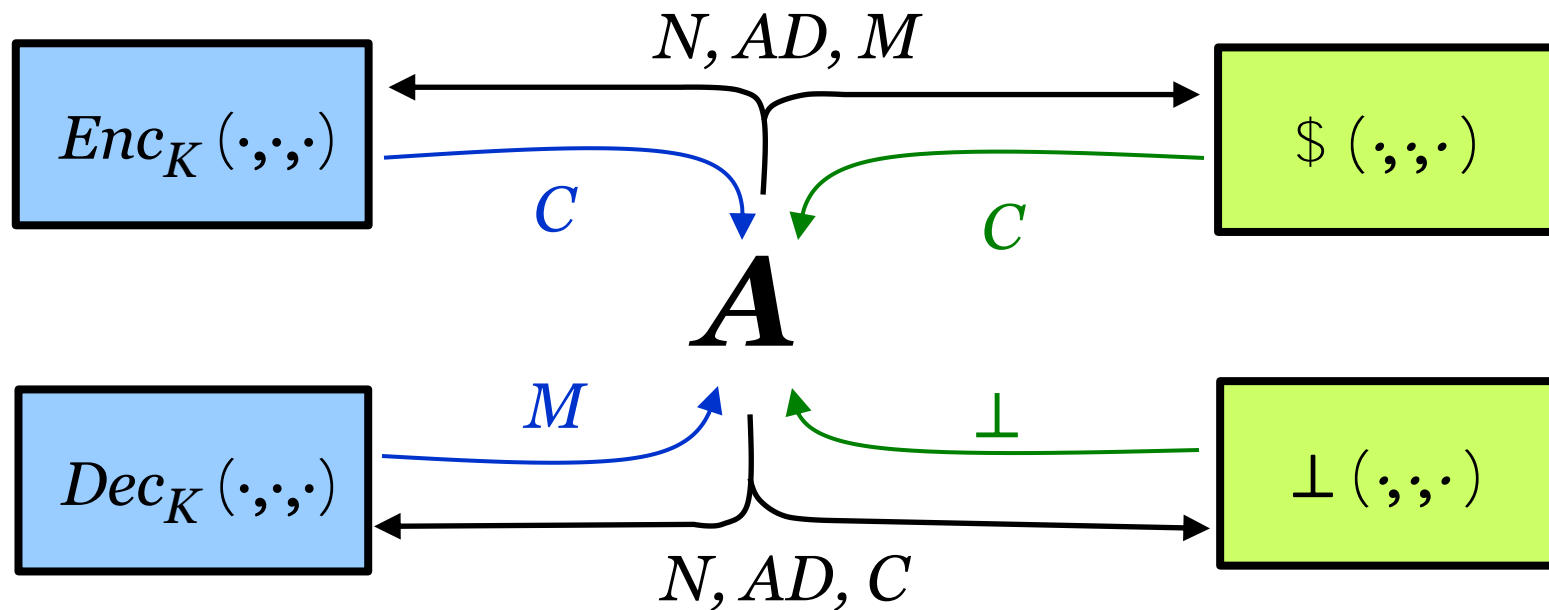 N, AD, M
Enc_K (·,·,·)
$ (·,·,·)
C
C
A
M
⊥
Dec_K (·,·,·)
⊥ (·,·,·)
N, AD, C